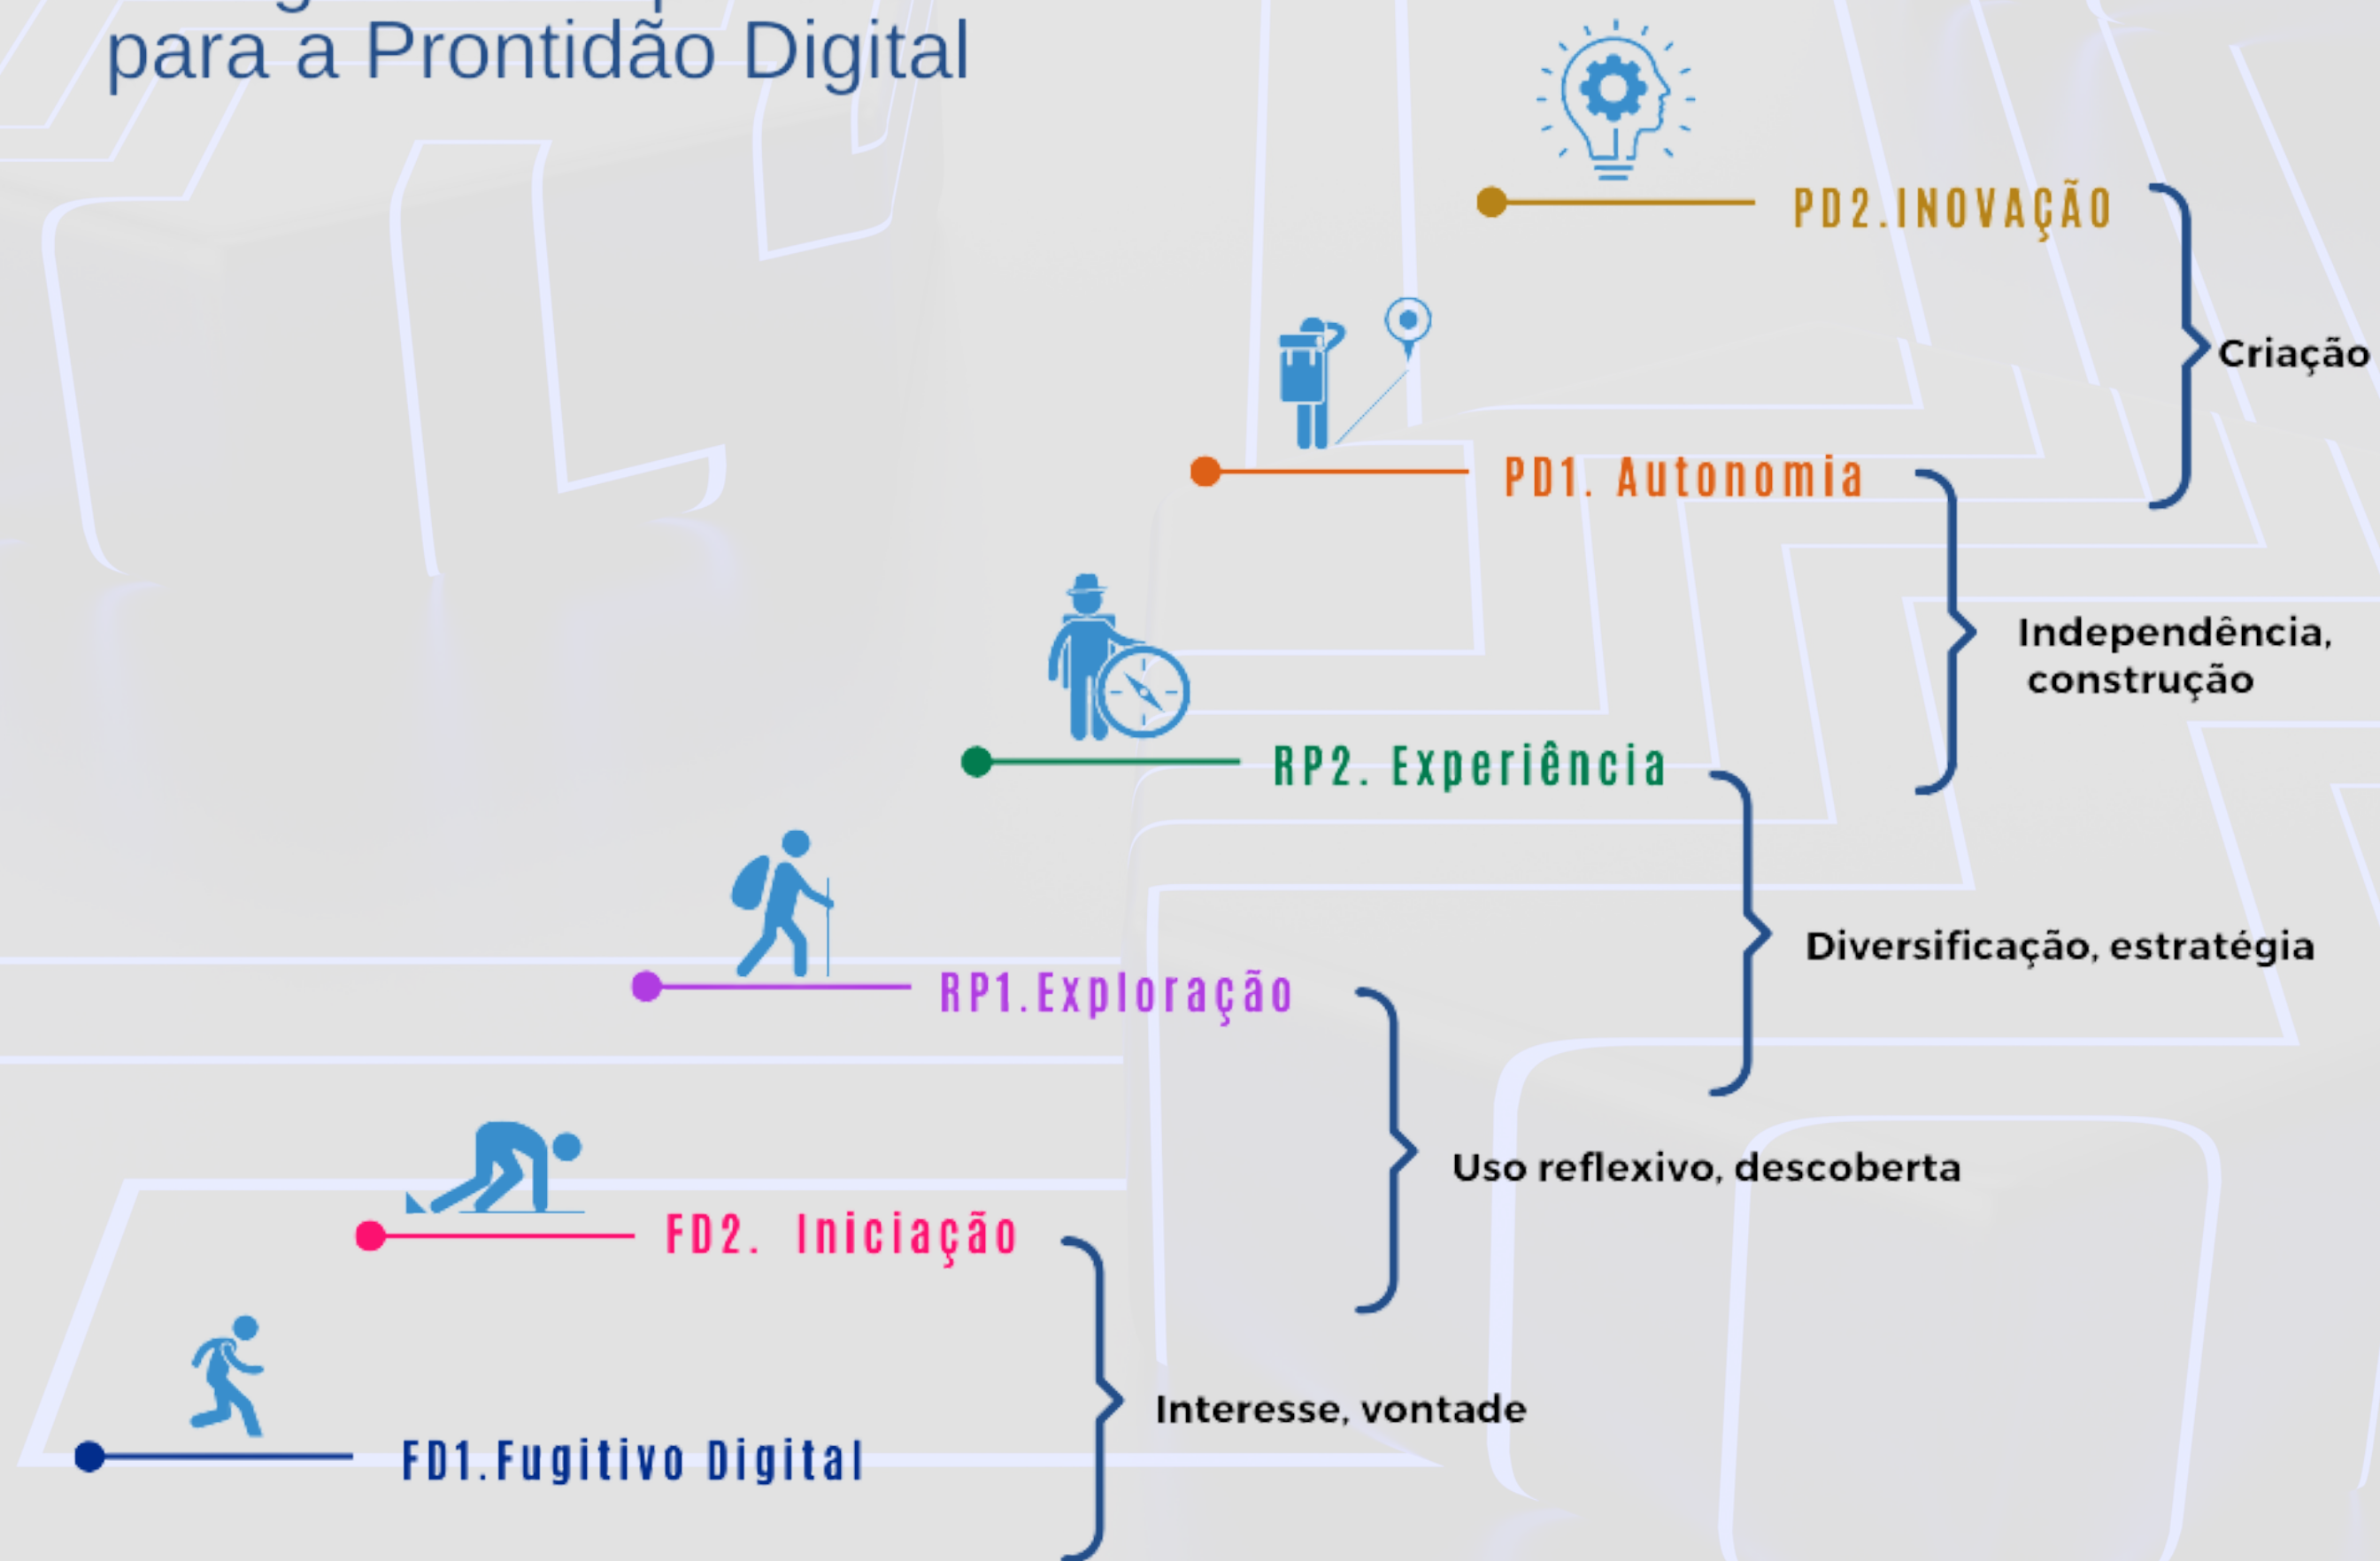 para a Prontidão Digital
PD2.INOVAÇÃO
Criação
PD1. Autonomia
Independência,
construção
RP2. Experiência
Diversificação, estratégia
RP1.Exploração
Uso reflexivo, descoberta
FD2. Iniciação
Interesse, vontade
FD1.Fugitivo Digital